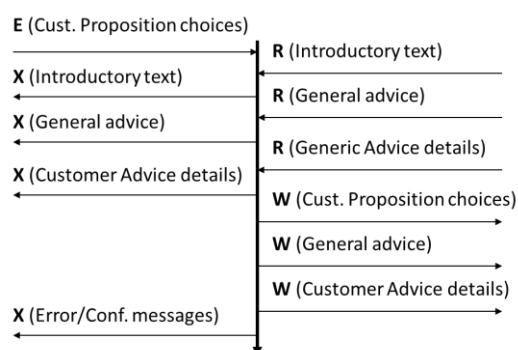 E (Cust. Proposition choices)
R (Introductory text)
X (Introductory text)
R (General advice)
X (General advice)
R (Generic Advice details)
X (Customer Advice details)
W (Cust. Proposition choices)
W (General advice)
W (Customer Advice details)
X (Error/Conf. messages)